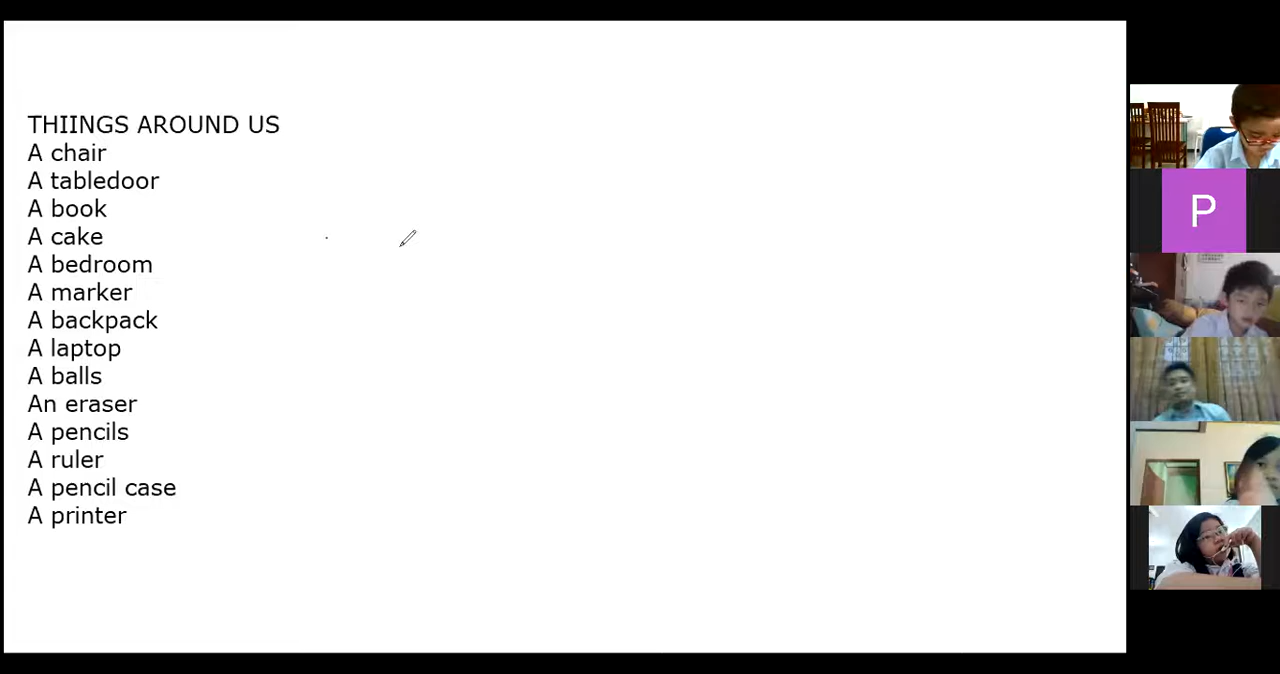 THIINGS AROUND US
A chair
A tabledoor
A book
A cake
A bedroom
A marker
A backpack
A laptop
A balls
An eraser
A pencils
A ruler
A pencil case
A printer
P